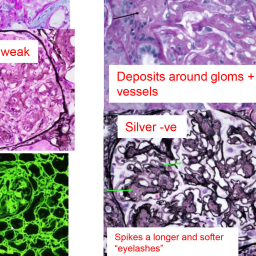 weak
Deposits around gloms +
vessels
Silver -ve
Spikes a longer and softer
"eyelashes"